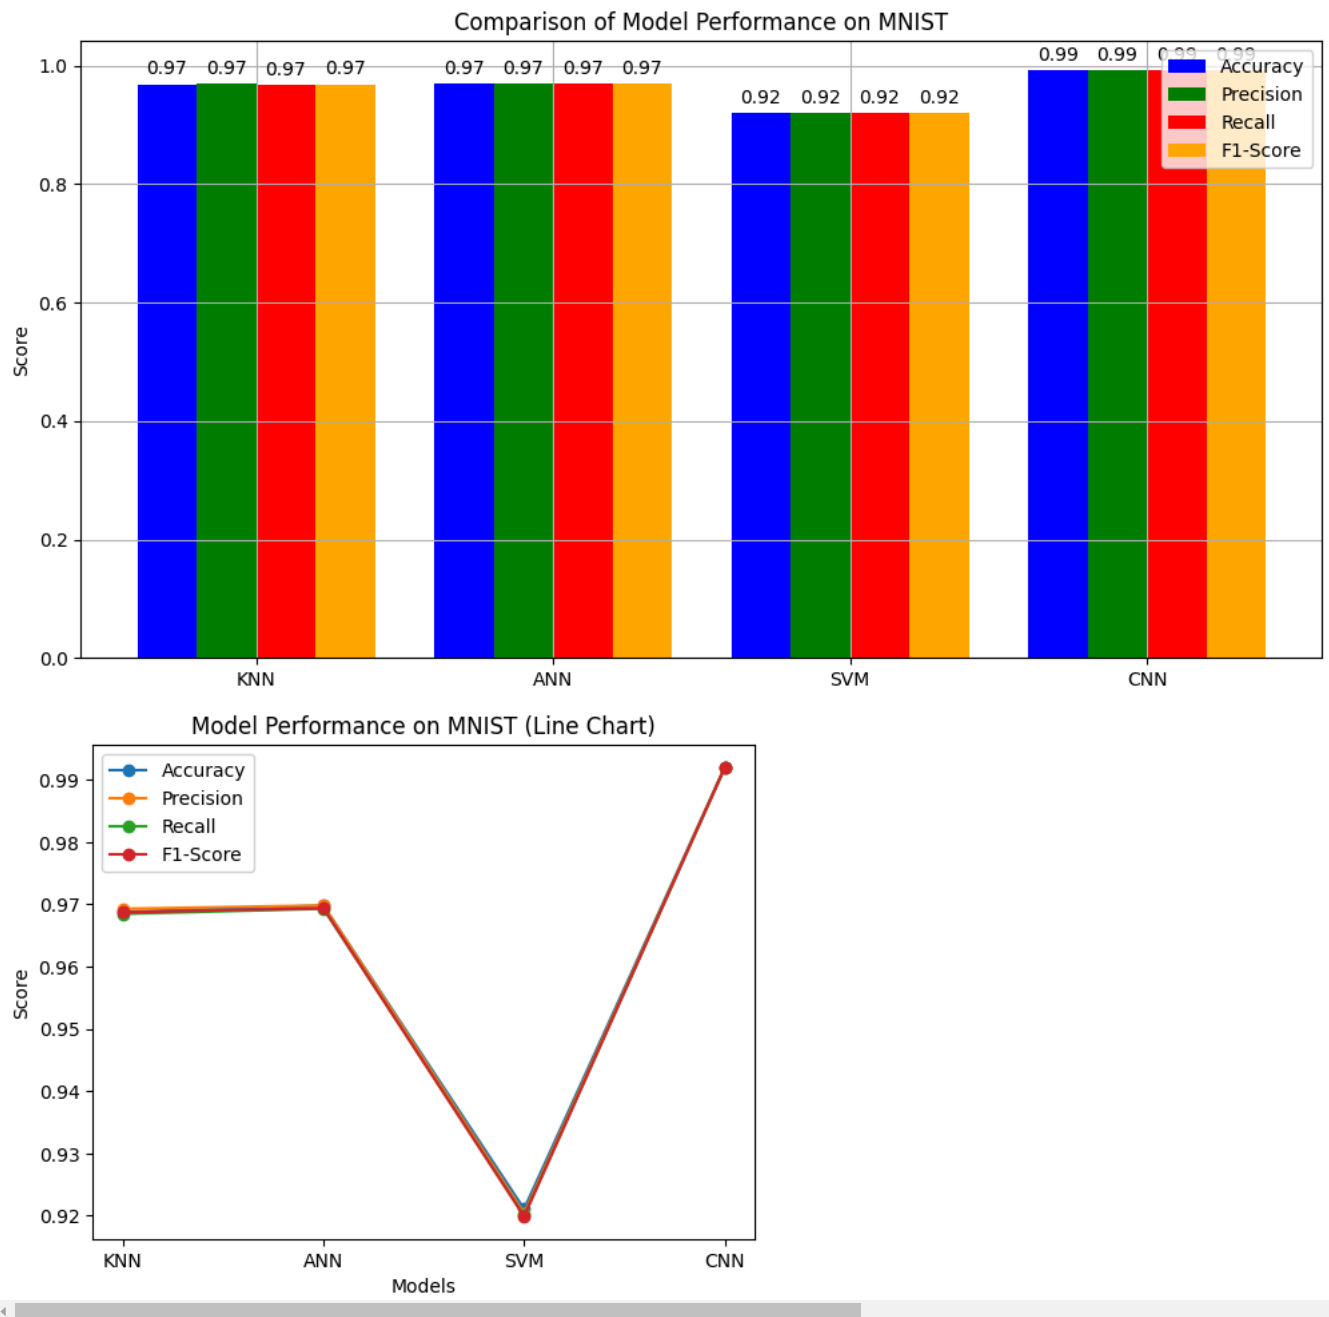 Comparison of Model Performance on MNIST
1.0
0.8
0.6
0.4
0.2
0.0
Score
0.97 0.97 0.97 0.97
0.97 0.97 0.97 0.97
0.92 0.92 0.92 0.92
0.99 0.99 0.99 0.99
Accuracy
Precision
Recall
F1-Score
KNN ANN SVM CNN
Model Performance on MNIST (Line Chart)
Accuracy
Precision
Recall
F1-Score
0.99
0.98
0.97
0.96
0.95
0.94
0.93
0.92
Score
KNN ANN SVM CNN
Models